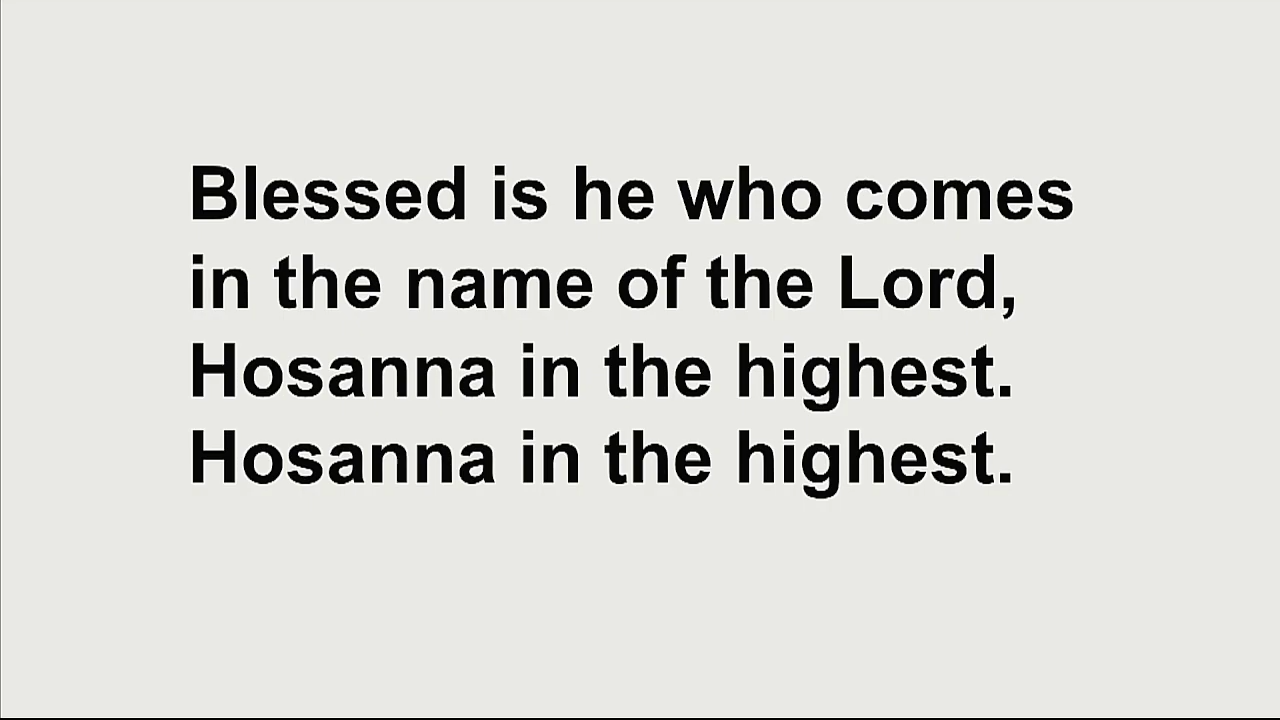 Blessed is he who comes
in the name of the Lord,
Hosanna in the highest.
Hosanna in the highest.